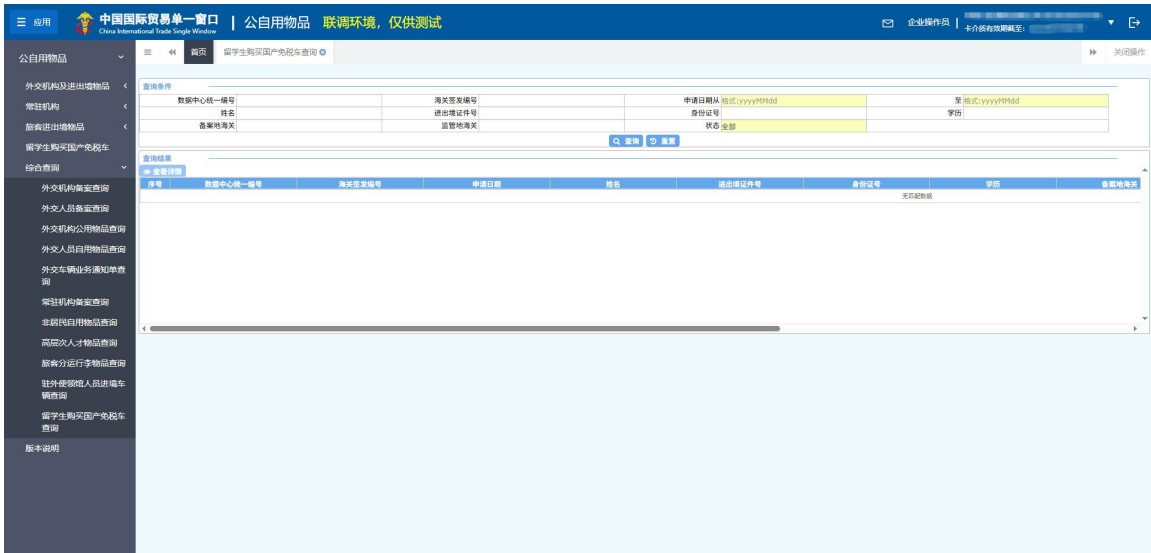 应用
中国国际贸易单一窗口
China International Trade Single Window
公自用物品
联调环境，仅供测试
企业操作员
卡介质有效期截至:
公自用物品
首页
留学生购买国产免税车查询
关闭操作
外交机构及进出境物品
常驻机构
旅客进出境物品
留学生购买国产免税车
综合查询
外交机构备案查询
外交人员备案查询
外交机构公用物品查询
外交人员自用物品查询
外交车辆业务通知单查
询
常驻机构备案查询
非居民自用物品查询
高层次人才物品查询
旅客分运行李物品查询
驻外使领馆人员进境车
辆查询
留学生购买国产免税车
查询
版本说明
查询条件
数据中心统一编号 海关签发编号 申请日期从 格式:yyyyMMdd 至 格式:yyyyMMdd
姓名 进出境证件号 身份证号 学历
备案地海关 监管地海关 状态 全部
查询 重置
查询结果
查看详情
序号 数据中心统一编号 海关签发编号 申请日期 姓名 进出境证件号 身份证号 学历 备案地海关
无匹配数据